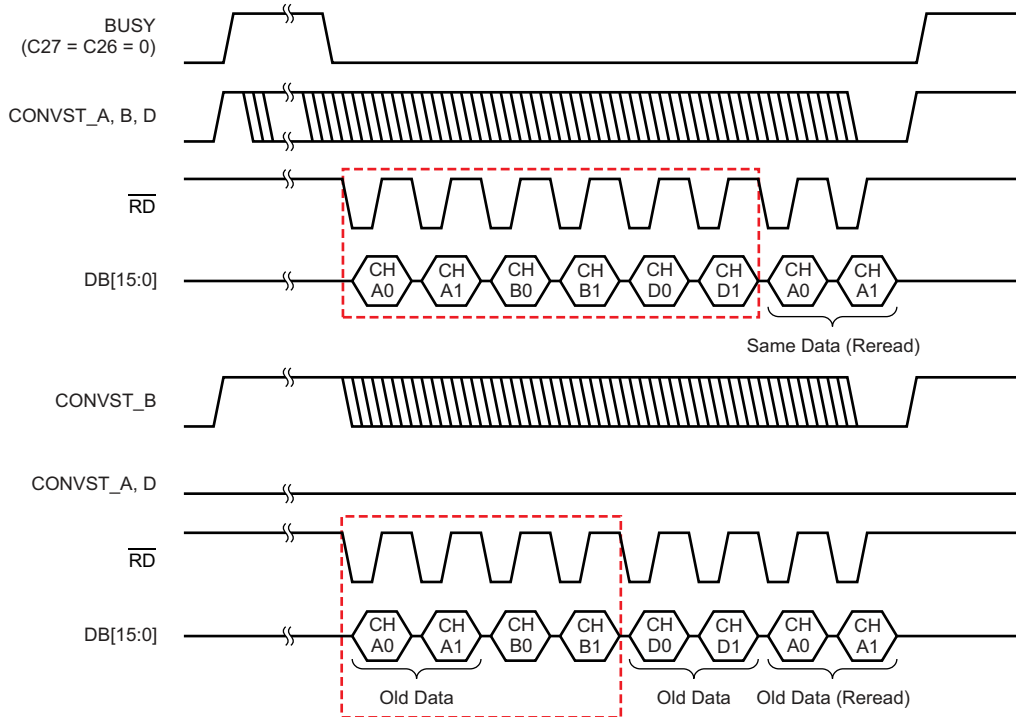 BUSY
(C27 = C26 = 0)
CONVST_A, B, D
RD
DB[15:0]
CH A0
CH A1
CH B0
CH B1
CH D0
CH D1
CH A0
CH A1
Same Data (Reread)
CONVST_B
CONVST_A, D
RD
DB[15:0]
CH A0
CH A1
CH B0
CH B1
CH D0
CH D1
CH A0
CH A1
Old Data
Old Data
Old Data (Reread)